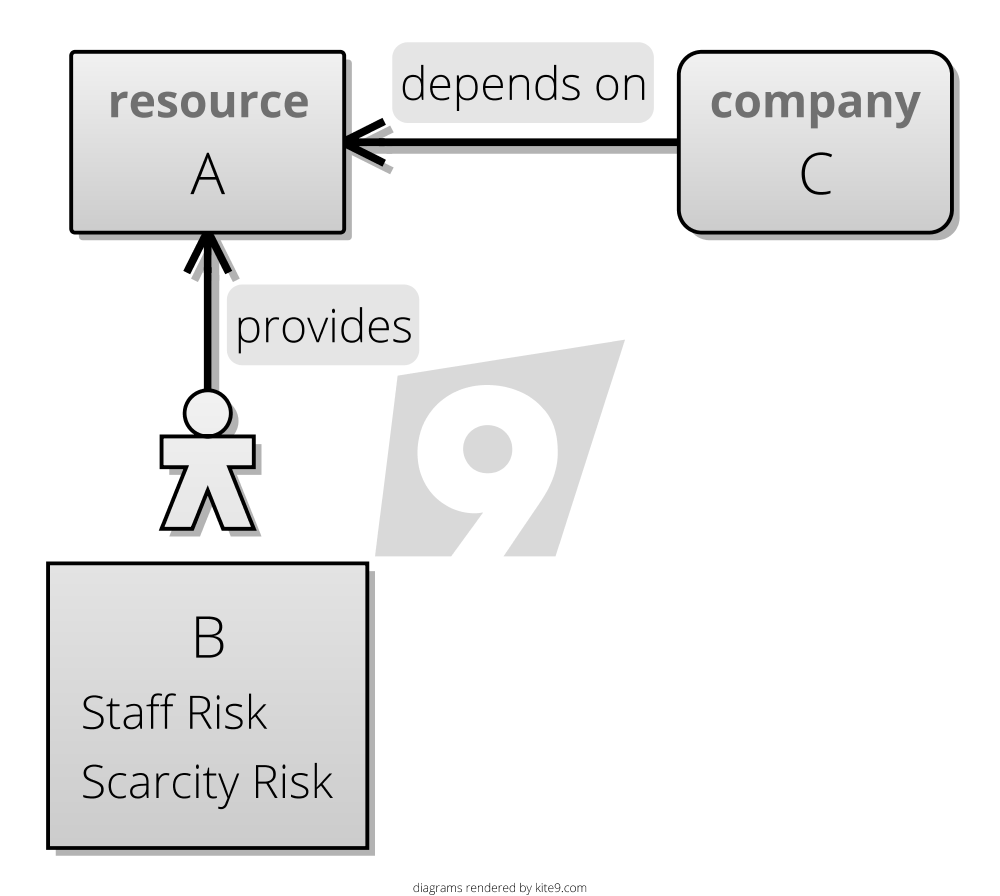 resource
A
depends on
company
C
provides
B
Staff Risk
Scarcity Risk
diagrams rendered by kite9.com